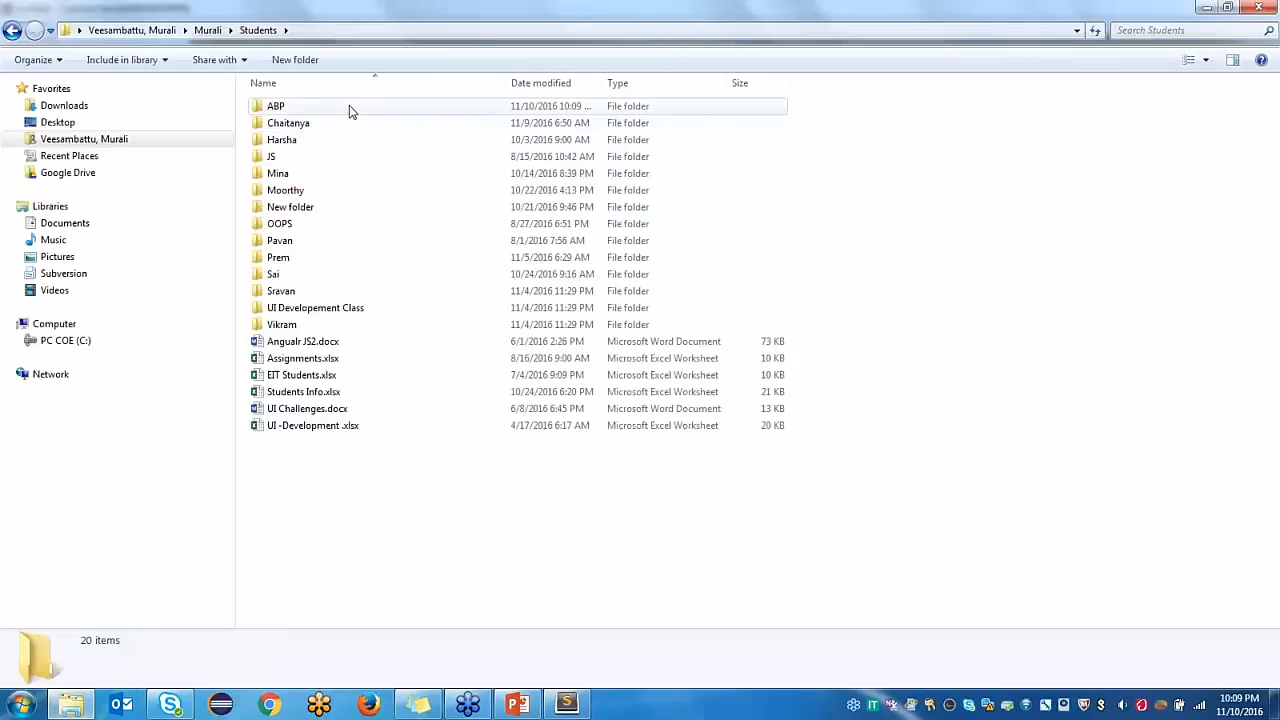 Veesambattu, Murali Murali Students
Search Students
Organize Include in library Share with New folder
Name Date modified Type Size
Favorites
Downloads
Desktop
Veesambattu, Murali
Recent Places
Google Drive
Libraries
Documents
Music
Pictures
Subversion
Videos
Computer
PC COE (C:)
Network
ABP 11/10/2016 10:09 ... File folder
Chaitanya 11/9/2016 6:50 AM File folder
Harsha 10/3/2016 9:00 AM File folder
JS 8/15/2016 10:42 AM File folder
Mina 10/14/2016 8:39 PM File folder
Moorthy 10/22/2016 4:13 PM File folder
New folder 10/21/2016 9:46 PM File folder
OOPS 8/27/2016 6:51 PM File folder
Pavan 8/1/2016 7:56 AM File folder
Prem 11/5/2016 6:29 AM File folder
Sai 10/24/2016 9:16 AM File folder
Sravan 11/4/2016 11:29 PM File folder
UI Developement Class 11/4/2016 11:29 PM File folder
Vikram 11/4/2016 11:29 PM File folder
Angualr JS2.docx 6/1/2016 2:26 PM Microsoft Word Document 73 KB
Assignments.xlsx 8/16/2016 9:00 AM Microsoft Excel Worksheet 10 KB
EIT Students.xlsx 7/4/2016 9:09 PM Microsoft Excel Worksheet 10 KB
Students Info.xlsx 10/24/2016 6:20 PM Microsoft Excel Worksheet 21 KB
UI Challenges.docx 6/8/2016 6:45 PM Microsoft Word Document 13 KB
UI -Development .xlsx 4/17/2016 6:17 AM Microsoft Excel Worksheet 20 KB
20 items
10:09 PM
11/10/2016